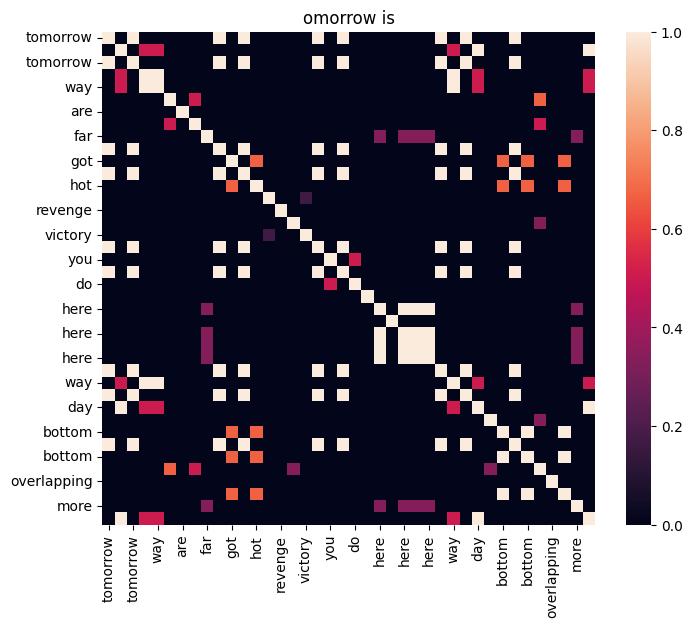 omorrow is
tomorrow
tomorrow
way
are
far
got
hot
revenge
victory
you
do
here
here
here
way
day
bottom
bottom
overlapping
more
1.0
0.8
0.6
0.4
0.2
0.0
tomorrow
tomorrow
way
are
far
got
hot
revenge
victory
you
do
here
here
here
way
day
bottom
bottom
overlapping
more